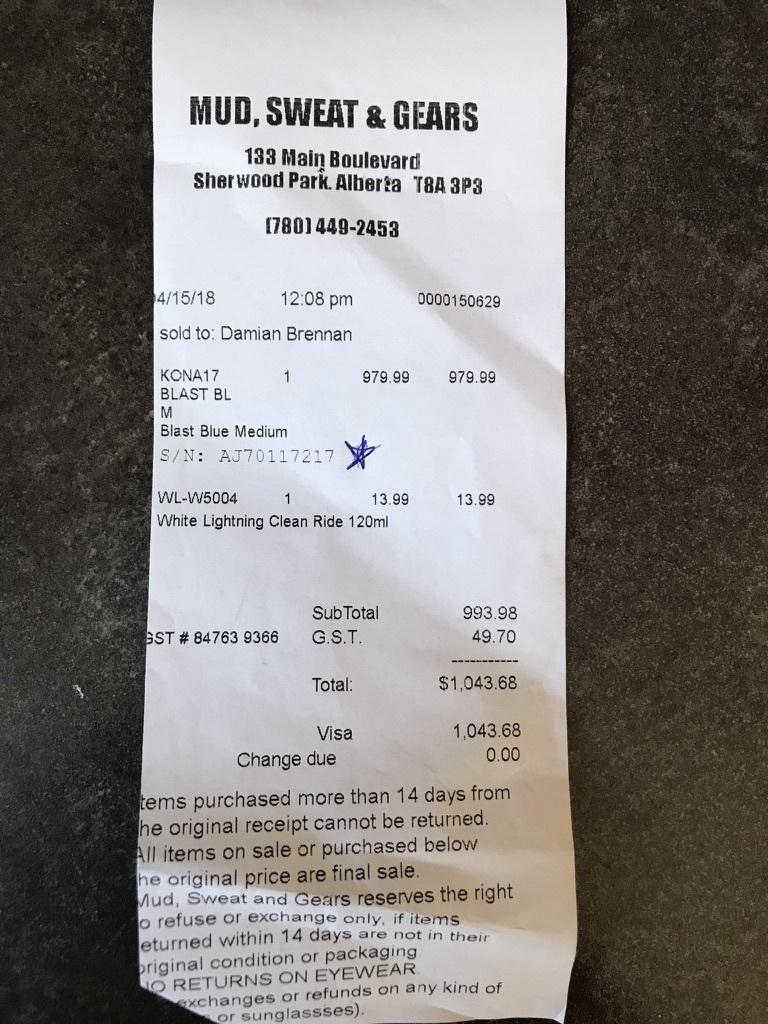 MUD, SWEAT & GEARS
133 Main Boulevard
Sherwood Park. Alberta T8A 3P3
(780) 449-2453
4/15/18 12:08 pm 0000150629
sold to: Damian Brennan
KONA17 1 979.99 979.99
BLAST BL
M
Blast Blue Medium
S/N: AJ70117217
WL-W5004 1 13.99 13.99
White Lightning Clean Ride 120ml
SubTotal 993.98
GST # 84763 9366 G.S.T. 49.70
-----------
Total: $1,043.68
Visa 1,043.68
Change due 0.00
tems purchased more than 14 days from
he original receipt cannot be returned.
All items on sale or purchased below
he original price are final sale.
Mud, Sweat and Gears reserves the right
o refuse or exchange only, if items
eturned within 14 days are not in their
original condition or packaging
NO RETURNS ON EYEWEAR
exchanges or refunds on any kind of
or sunglassses).